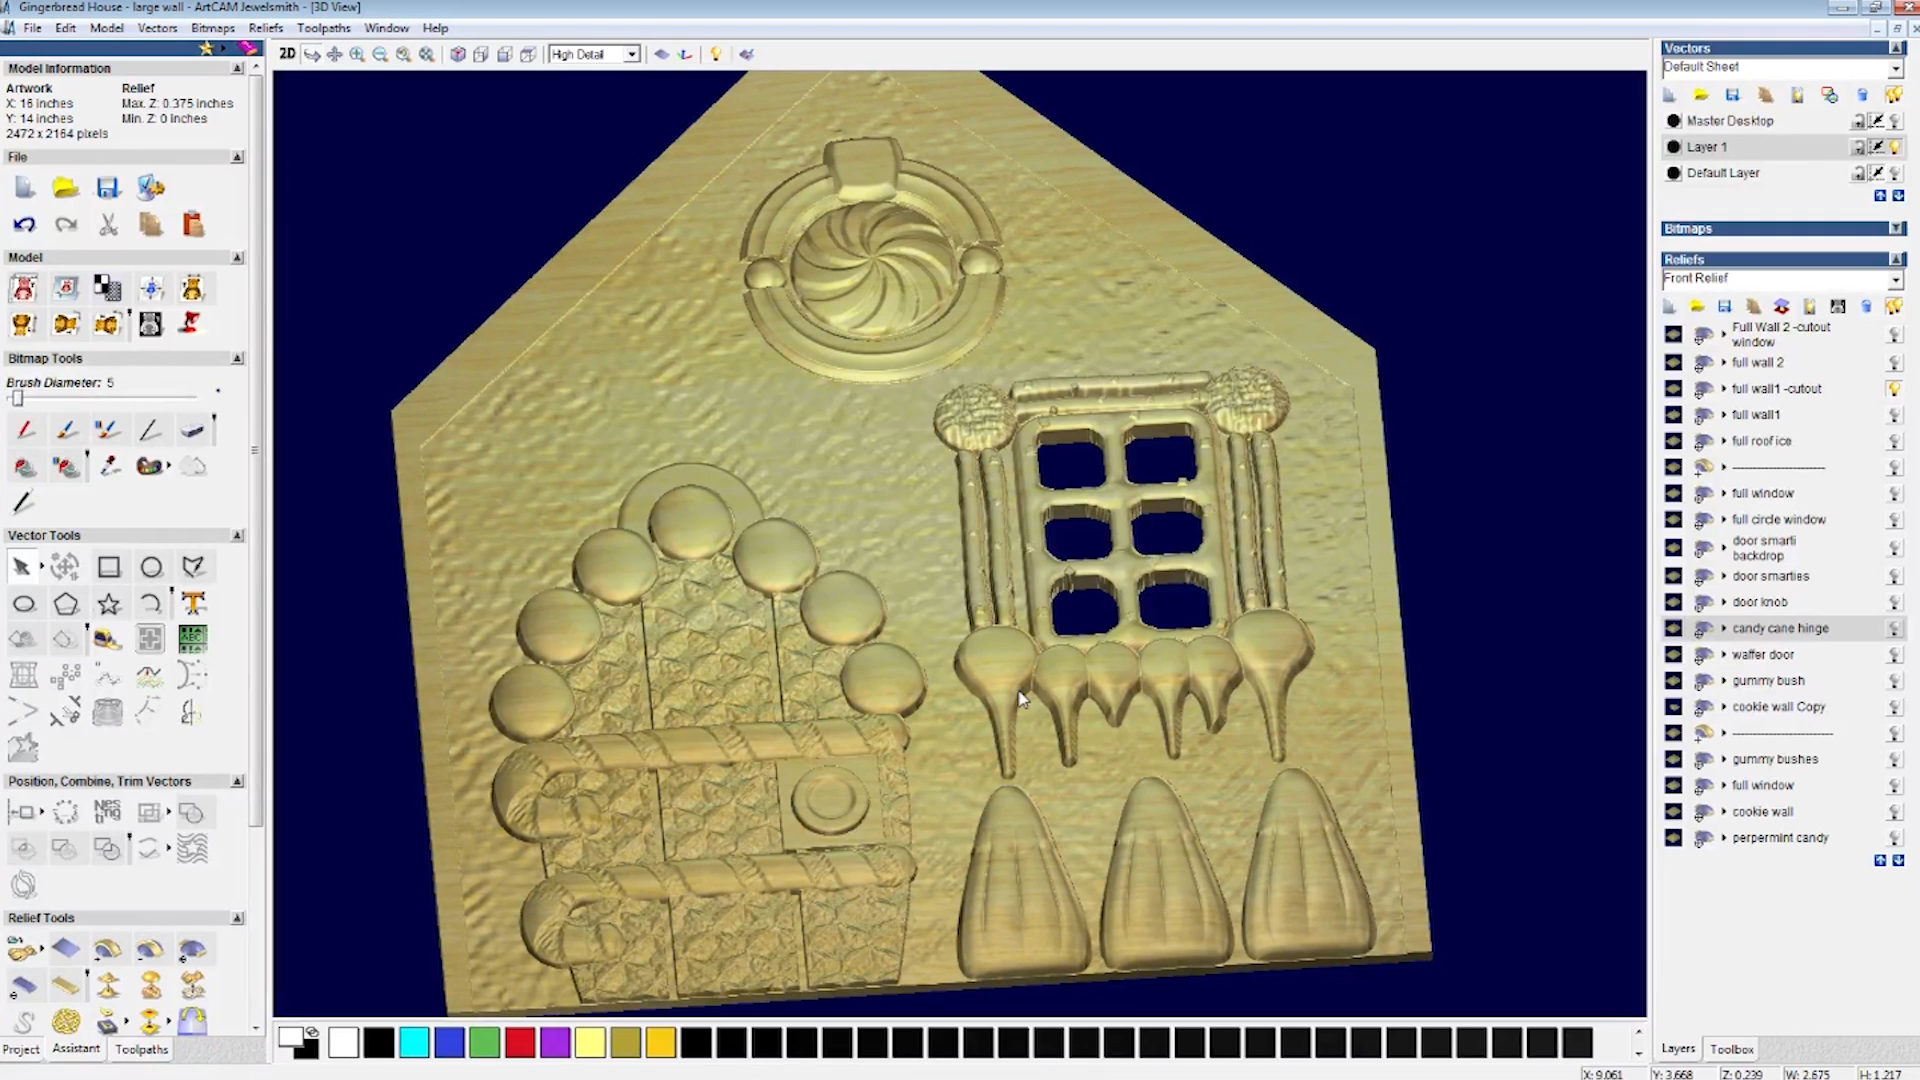 Gingerbread House - large wall - ArtCAM Jewelsmith - [3D View]
File Edit Model Vectors Bitmaps Reliefs Toolpaths Window Help
2D High Detail
Model Information
Artwork Relief
X: 16 inches Max. Z: 0.375 inches
Y: 14 inches Min. Z: 0 inches
2472 x 2164 pixels
File
Model
Bitmap Tools
Brush Diameter: 5
Vector Tools
ABC
Position, Combine, Trim Vectors
Nes
ting
Relief Tools
Project Assistant Toolpaths
Vectors
Default Sheet
Master Desktop
Layer 1
Default Layer
Bitmaps
Reliefs
Front Relief
Full Wall 2 -cutout
window
full wall 2
full wall1 -cutout
full wall1
full roof ice
-----------------------
full window
full circle window
door smarti
backdrop
door smarties
door knob
candy cane hinge
waffer door
gummy bush
cookie wall Copy
-------------------------
gummy bushes
full window
cookie wall
perpermint candy
Layers Toolbox
X: 9.061 Y: 3.668 Z: 0.239 W: 2.675 H: 1.217